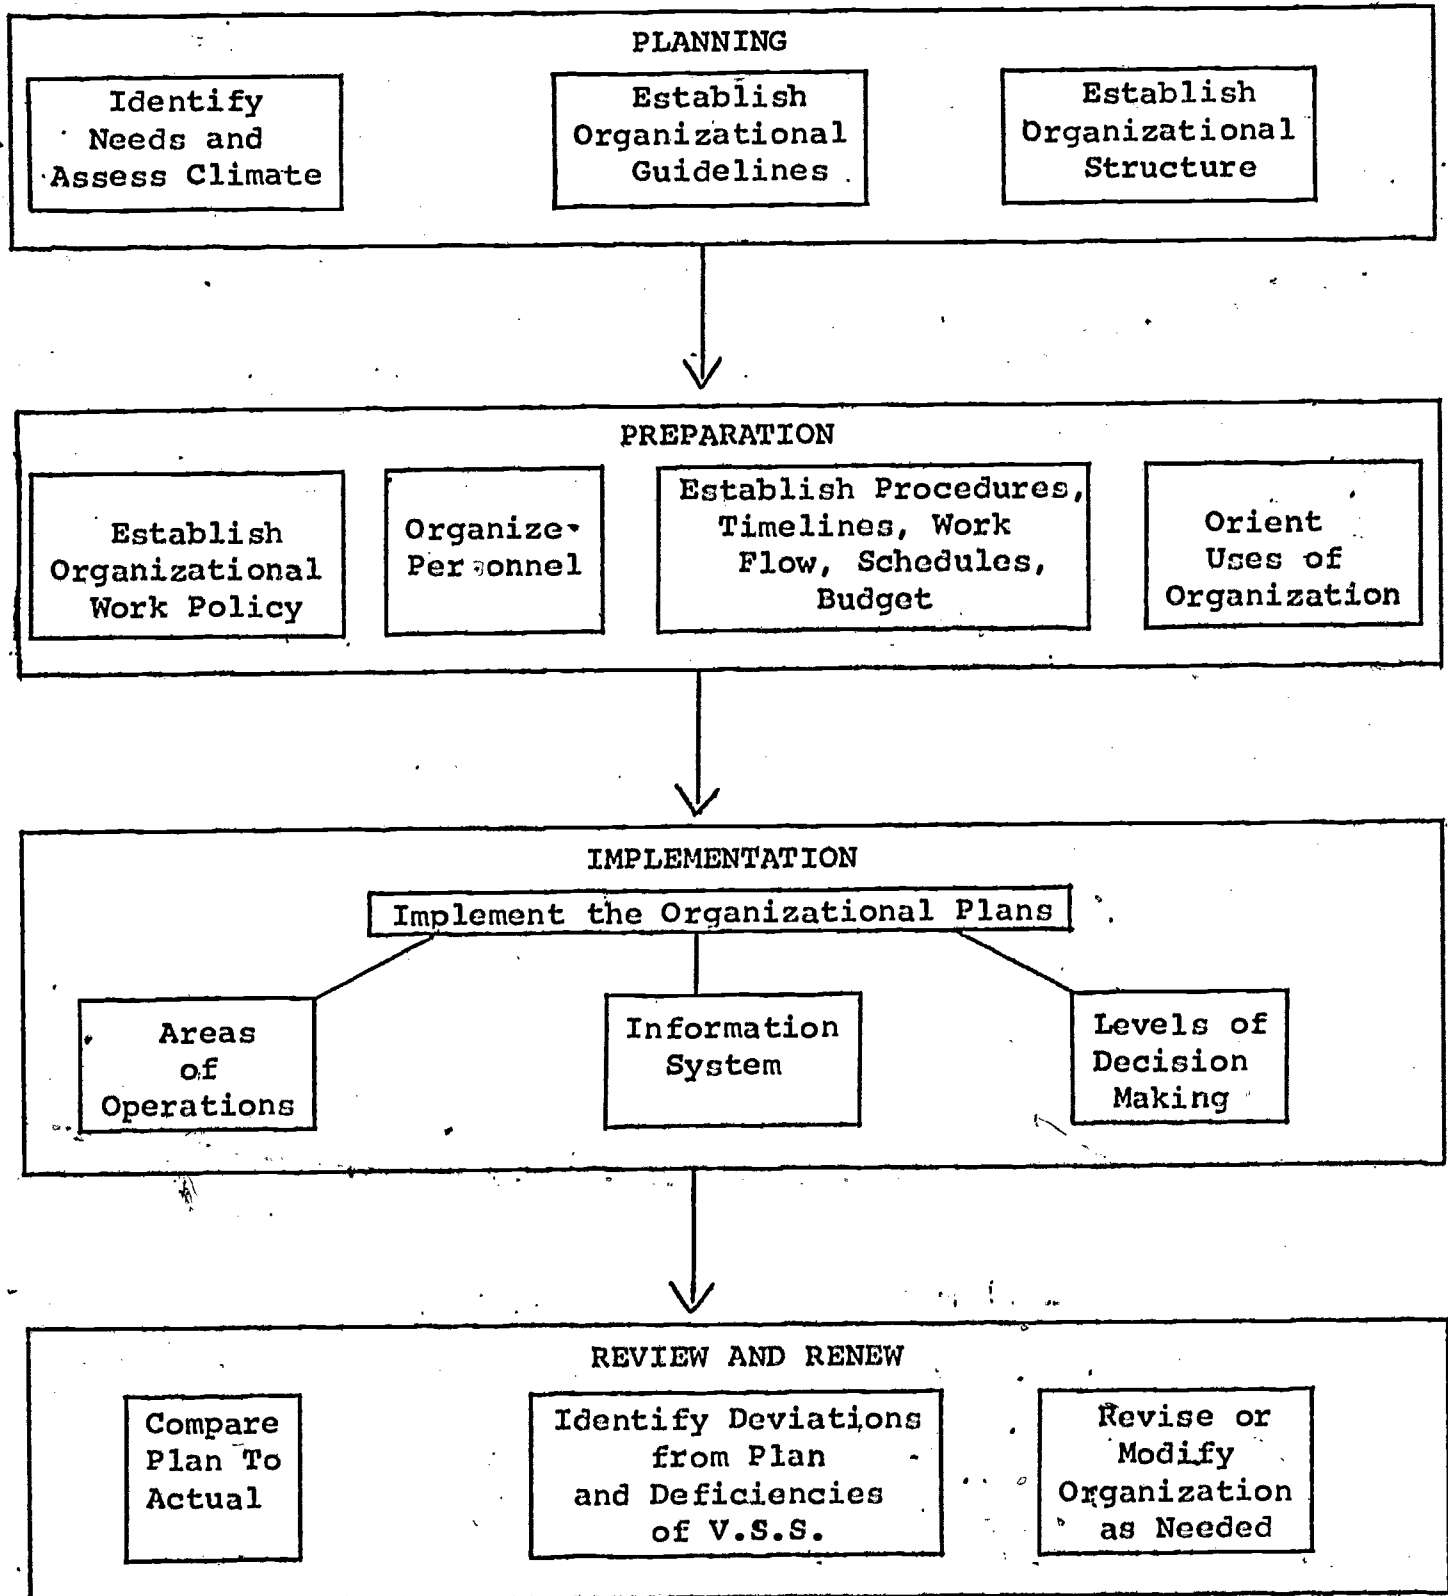 PLANNING
Identify
Needs and
Assess Climate
Establish
Organizational
Guidelines
Establish
Organizational
Structure
PREPARATION
Establish
Organizational
Work Policy
Organize
Personnel
Establish Procedures,
Timelines, Work
Flow, Schedules,
Budget
Orient
Uses of
Organization
IMPLEMENTATION
Implement the Organizational Plans
Areas
of
Operations
Information
System
Levels of
Decision
Making
REVIEW AND RENEW
Compare
Plan To
Actual
Identify Deviations
from Plan
and Deficiencies
of V.S.S.
Revise or
Modify
Organization
as Needed